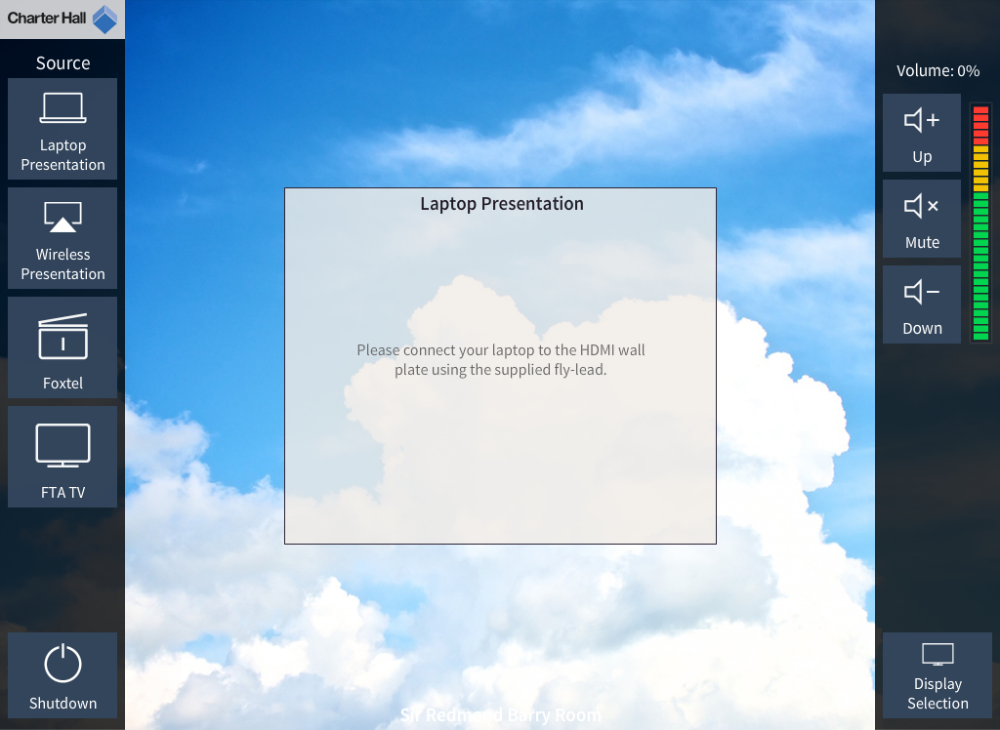 Charter Hall
Source
Laptop
Presentation
Wireless
Presentation
Foxtel
FTA TV
Shutdown
Laptop Presentation
Please connect your laptop to the HDMI wall
plate using the supplied fly-lead.
Sir Redmond Barry Room
Volume: 0%
Up
Mute
Down
Display
Selection